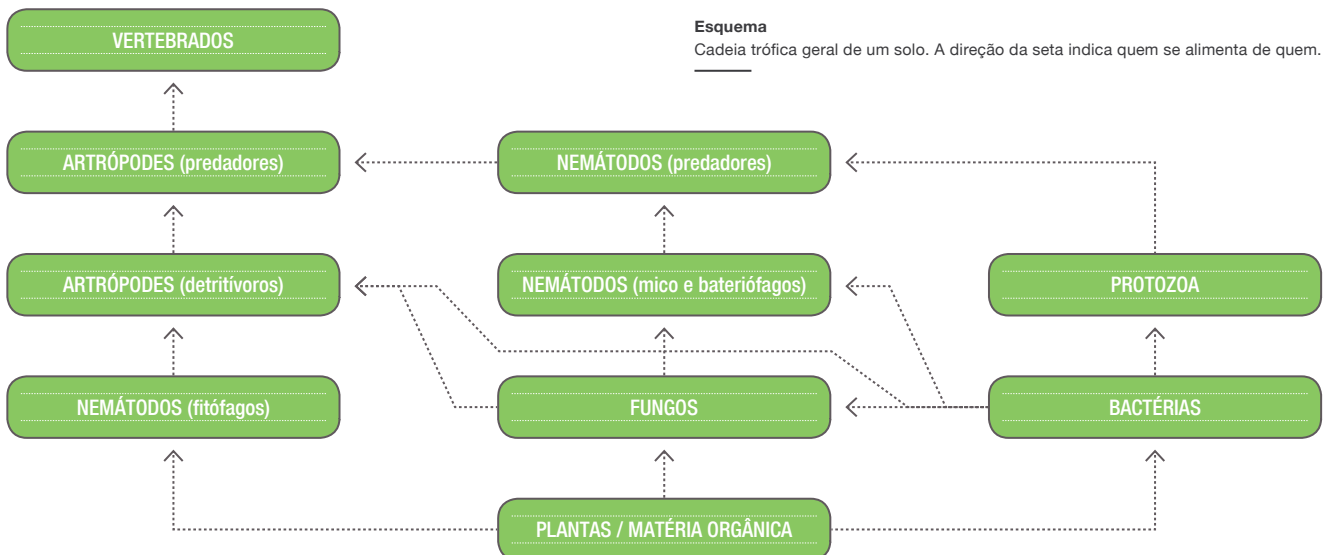 VERTEBRADOS
Esquema
Cadeia trófica geral de um solo. A direção da seta indica quem se alimenta de quem.
ARTRÓPODES (predadores)
NEMÁTODOS (predadores)
ARTRÓPODES (detritívoros)
NEMÁTODOS (mico e bateriófagos)
PROTOZOA
NEMÁTODOS (fitófagos)
FUNGOS
BACTÉRIAS
PLANTAS / MATÉRIA ORGÂNICA